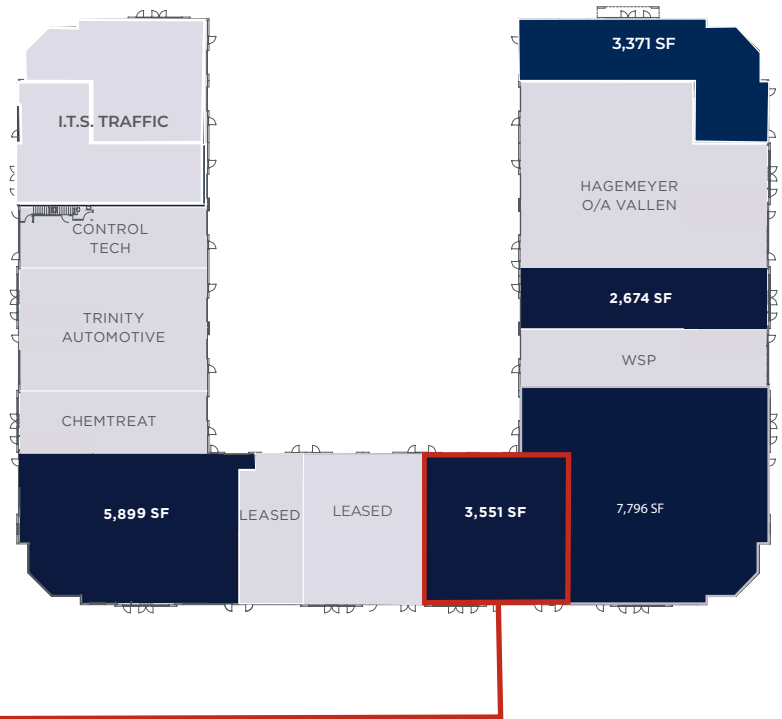 3,371 SF
I.T.S. TRAFFIC
HAGEMEYER
O/A VALLEN
CONTROL
TECH
2,674 SF
TRINITY
AUTOMOTIVE
WSP
CHEMTREAT
5,899 SF
LEASED
LEASED
3,551 SF
7,796 SF